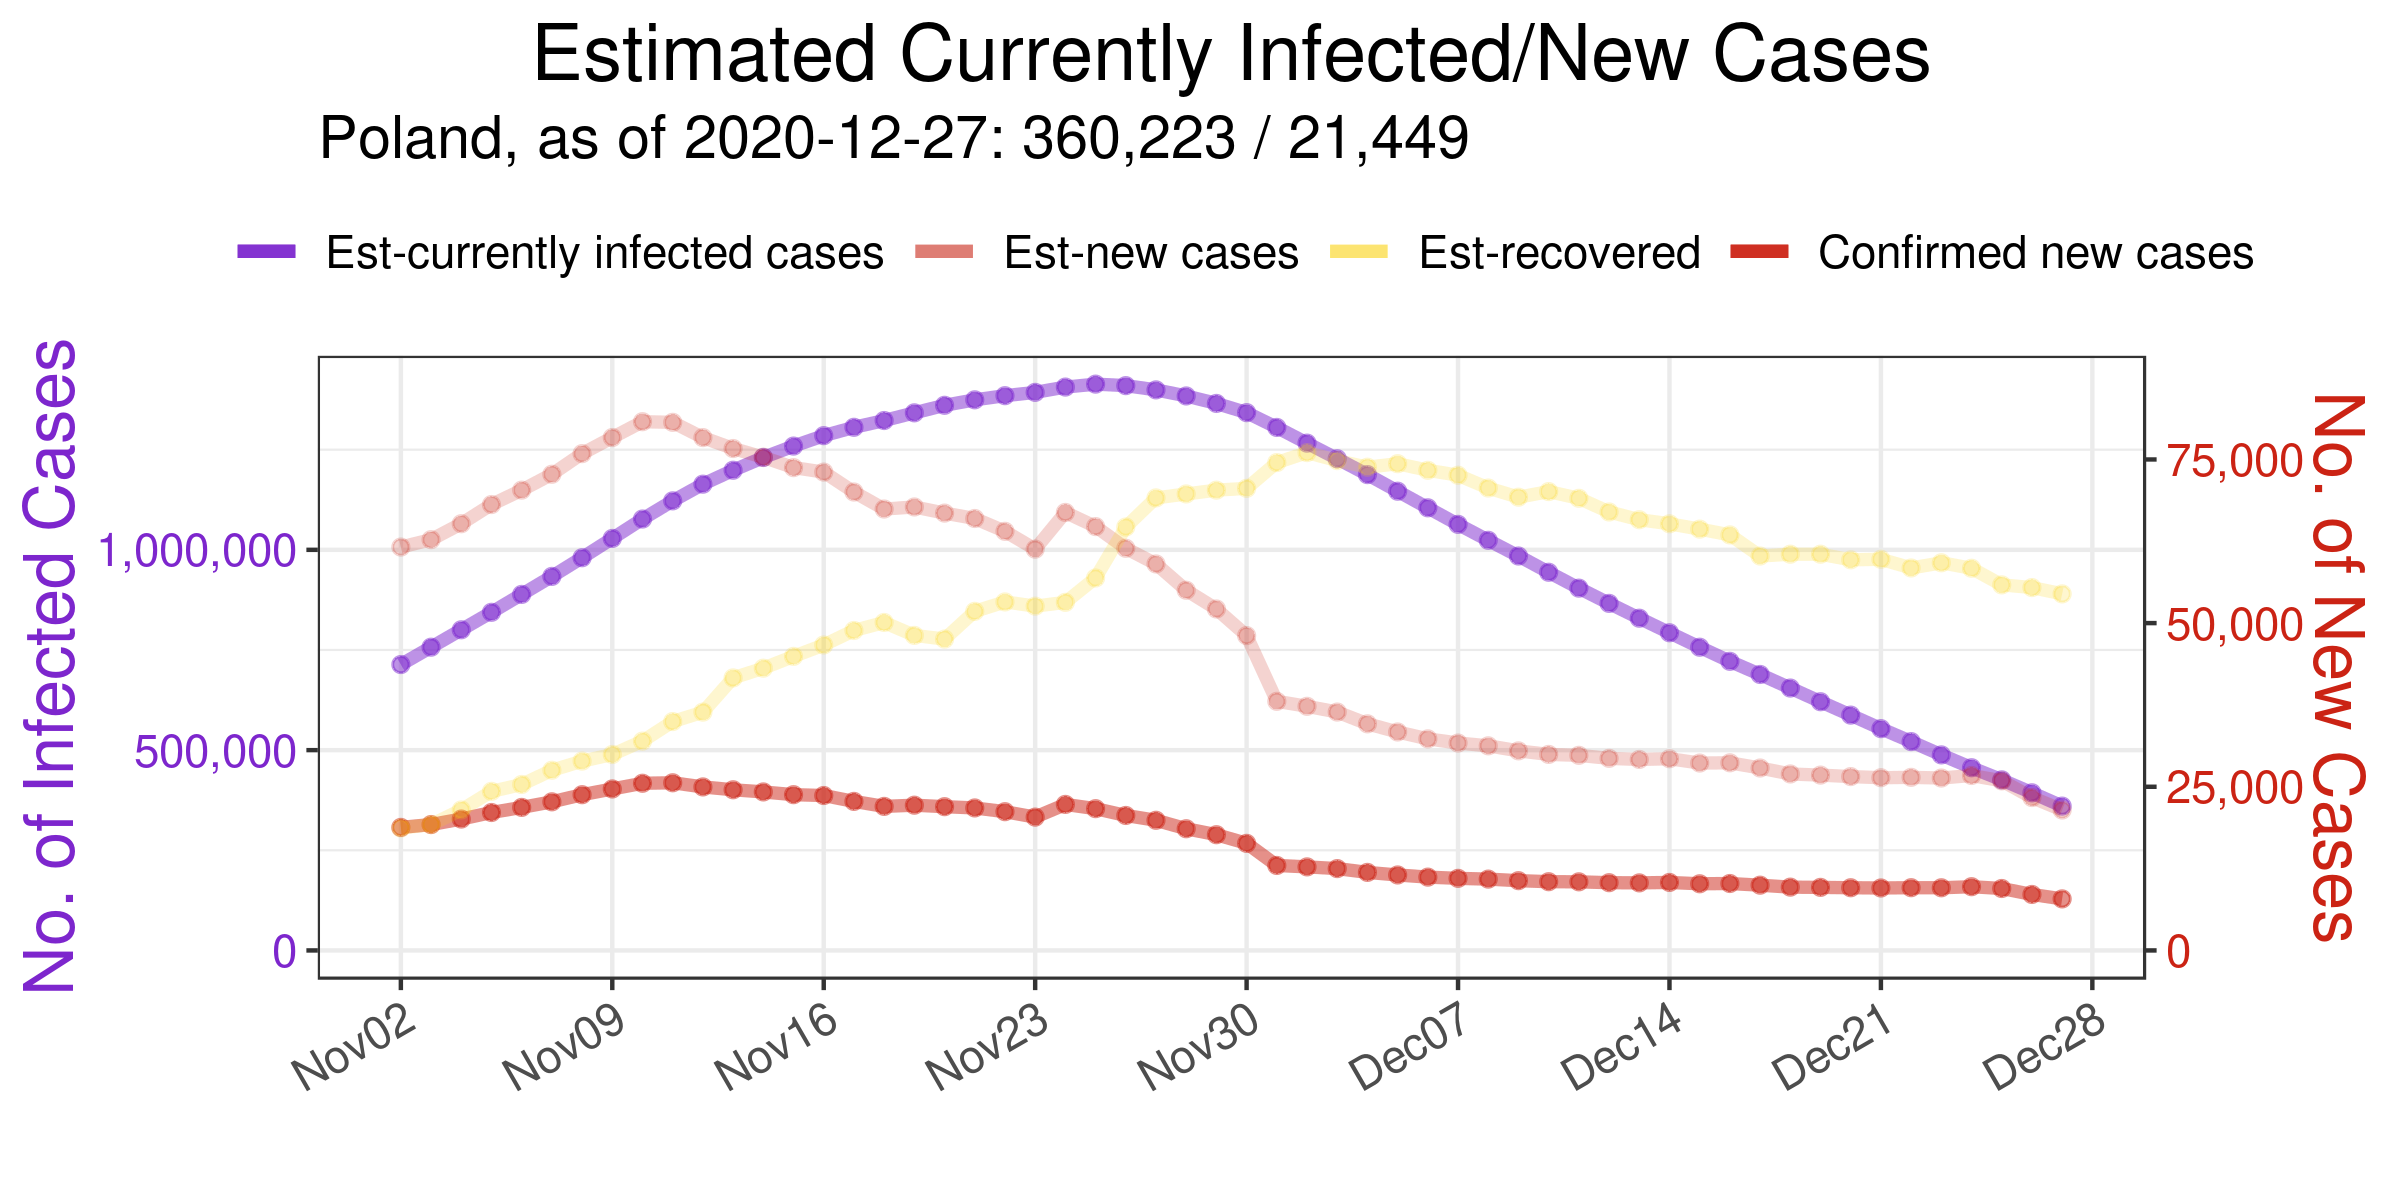 Estimated Currently Infected/New Cases
Poland, as of 2020-12-27: 360,223 / 21,449
Est-currently infected cases Est-new cases Est-recovered Confirmed new cases
No. of Infected Cases
1,000,000
500,000
0
75,000
50,000
25,000
0
No. of New Cases
Nov02 Nov09 Nov16 Nov23 Nov30 Dec07 Dec14 Dec21 Dec28